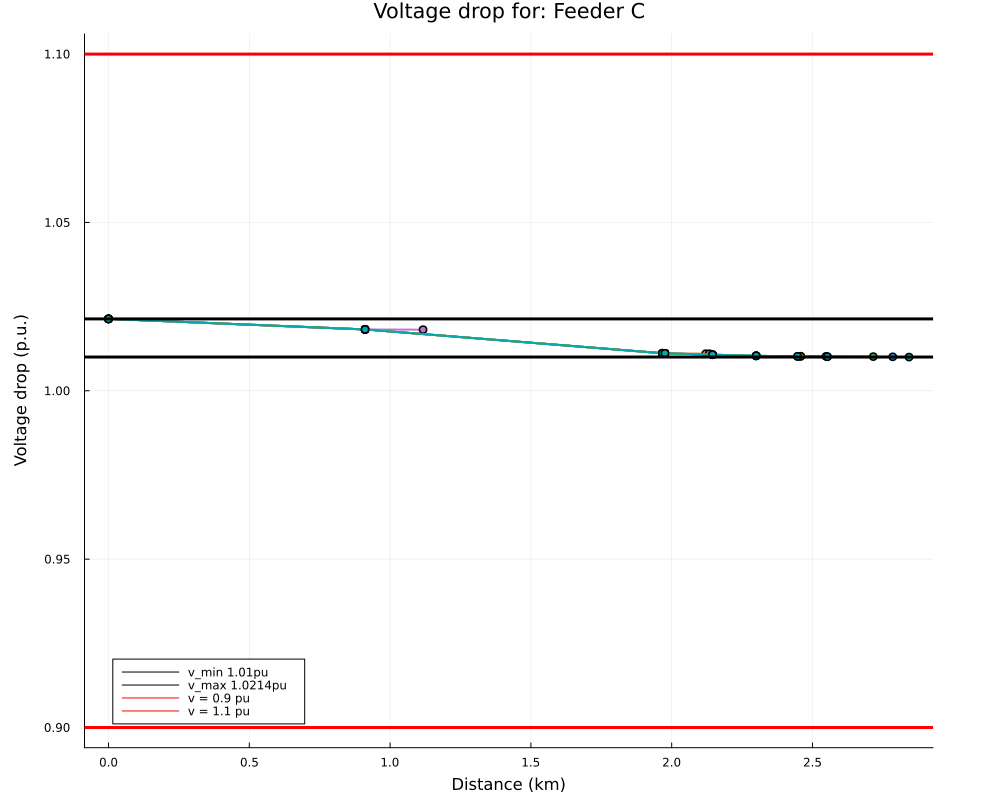 Voltage drop for: Feeder C
1.10
1.05
1.00
0.95
0.90
Voltage drop (p.u.)
v_min 1.01pu
v_max 1.0214pu
v = 0.9 pu
v = 1.1 pu
0.0 0.5 1.0 1.5 2.0 2.5
Distance (km)